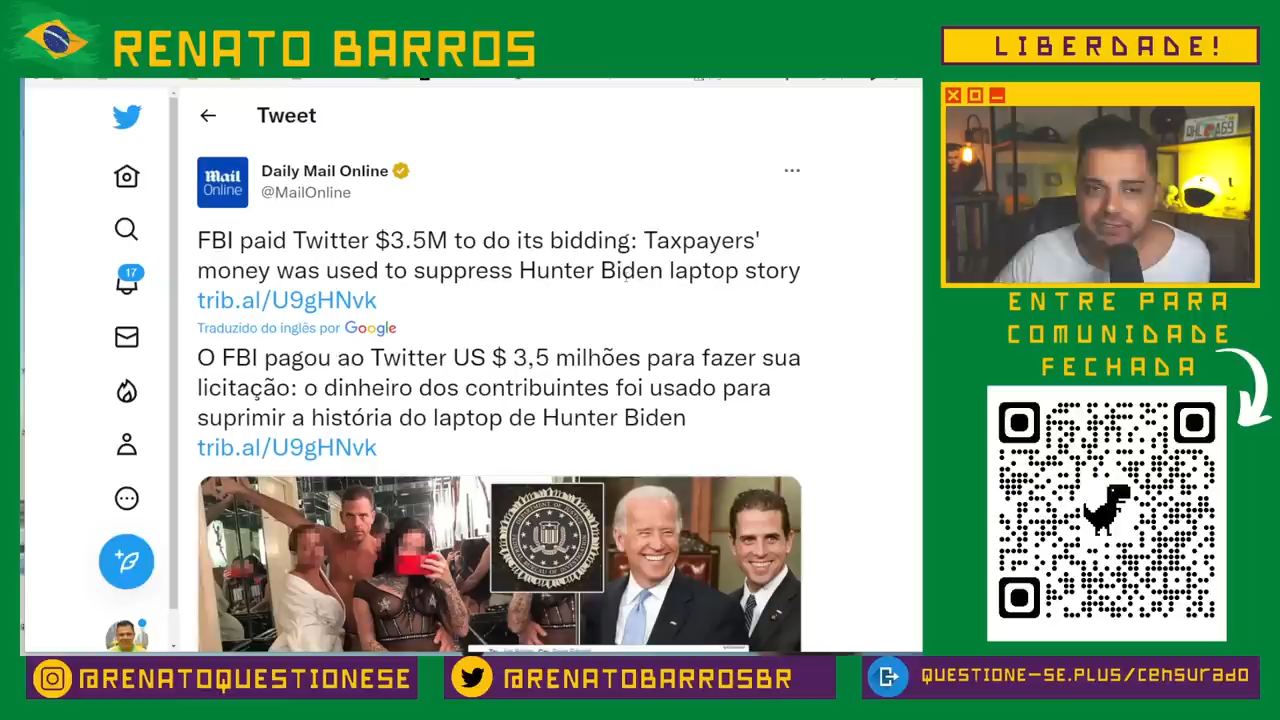 RENATO BARROS
LIBERDADE!
Tweet
Mail
Online
Daily Mail Online
@MailOnline
FBI paid Twitter $3.5M to do its bidding: Taxpayers'
money was used to suppress Hunter Biden laptop story
trib.al/U9gHNvk
Traduzido do inglês por Google
O FBI pagou ao Twitter US $ 3,5 milhões para fazer sua
licitação: o dinheiro dos contribuintes foi usado para
suprimir a história do laptop de Hunter Biden
trib.al/U9gHNvk
17
ENTRE PARA
COMUNIDADE
FECHADA
@RENATOQUESTIONESE
@RENATOBARROSBR
QUESTIONE-SE.PLUS/censurado